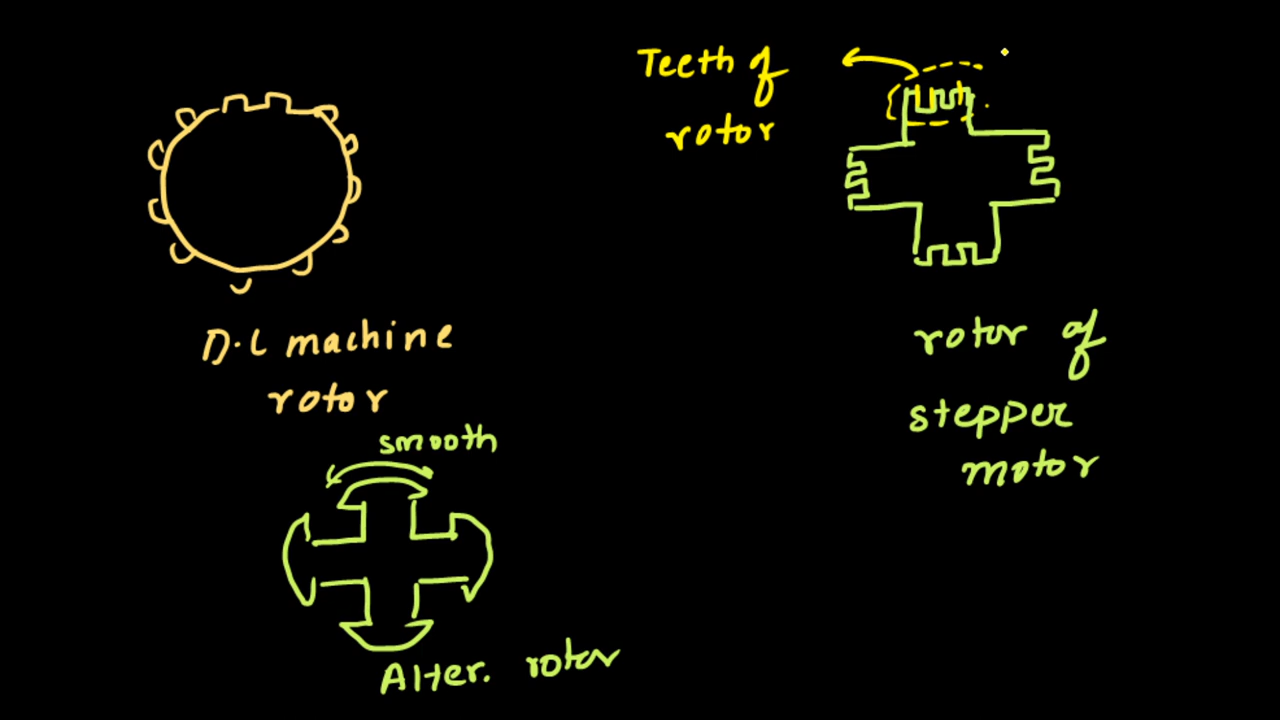 Teeth of
rotor
D.C machine
rotor
rotor of
stepper
motor
smooth
Alter. rotor